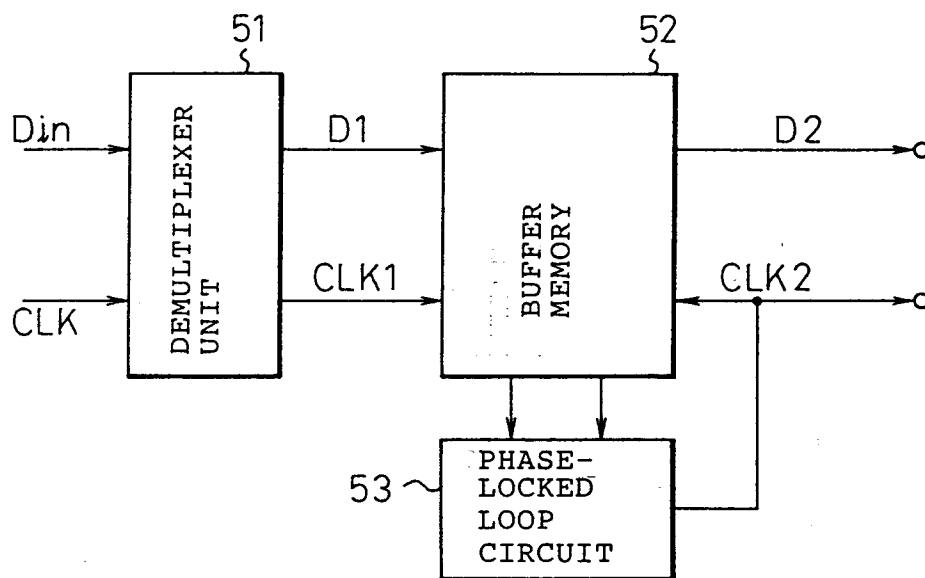 51
52
Din
D1
D2
DEMULTIPLEXER
UNIT
BUFFER
MEMORY
CLK
CLK1
CLK2
53
PHASE-
LOCKED
LOOP
CIRCUIT